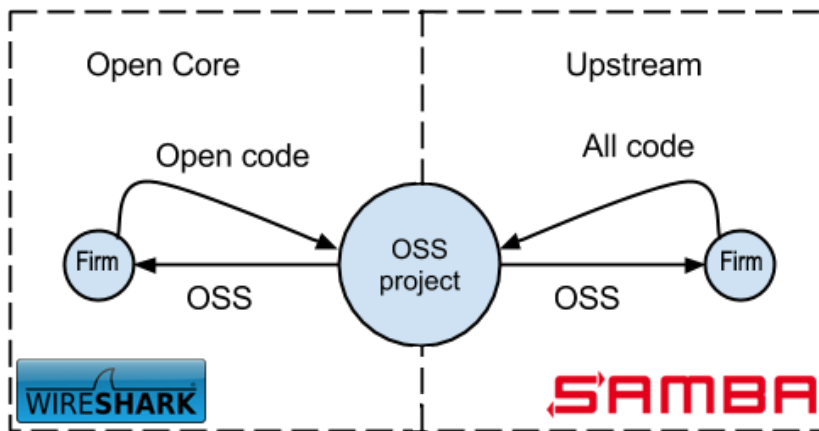 Open Core
Upstream
Open code
All code
Firm
OSS
project
Firm
OSS
OSS
WIRESHARK
SAMBA